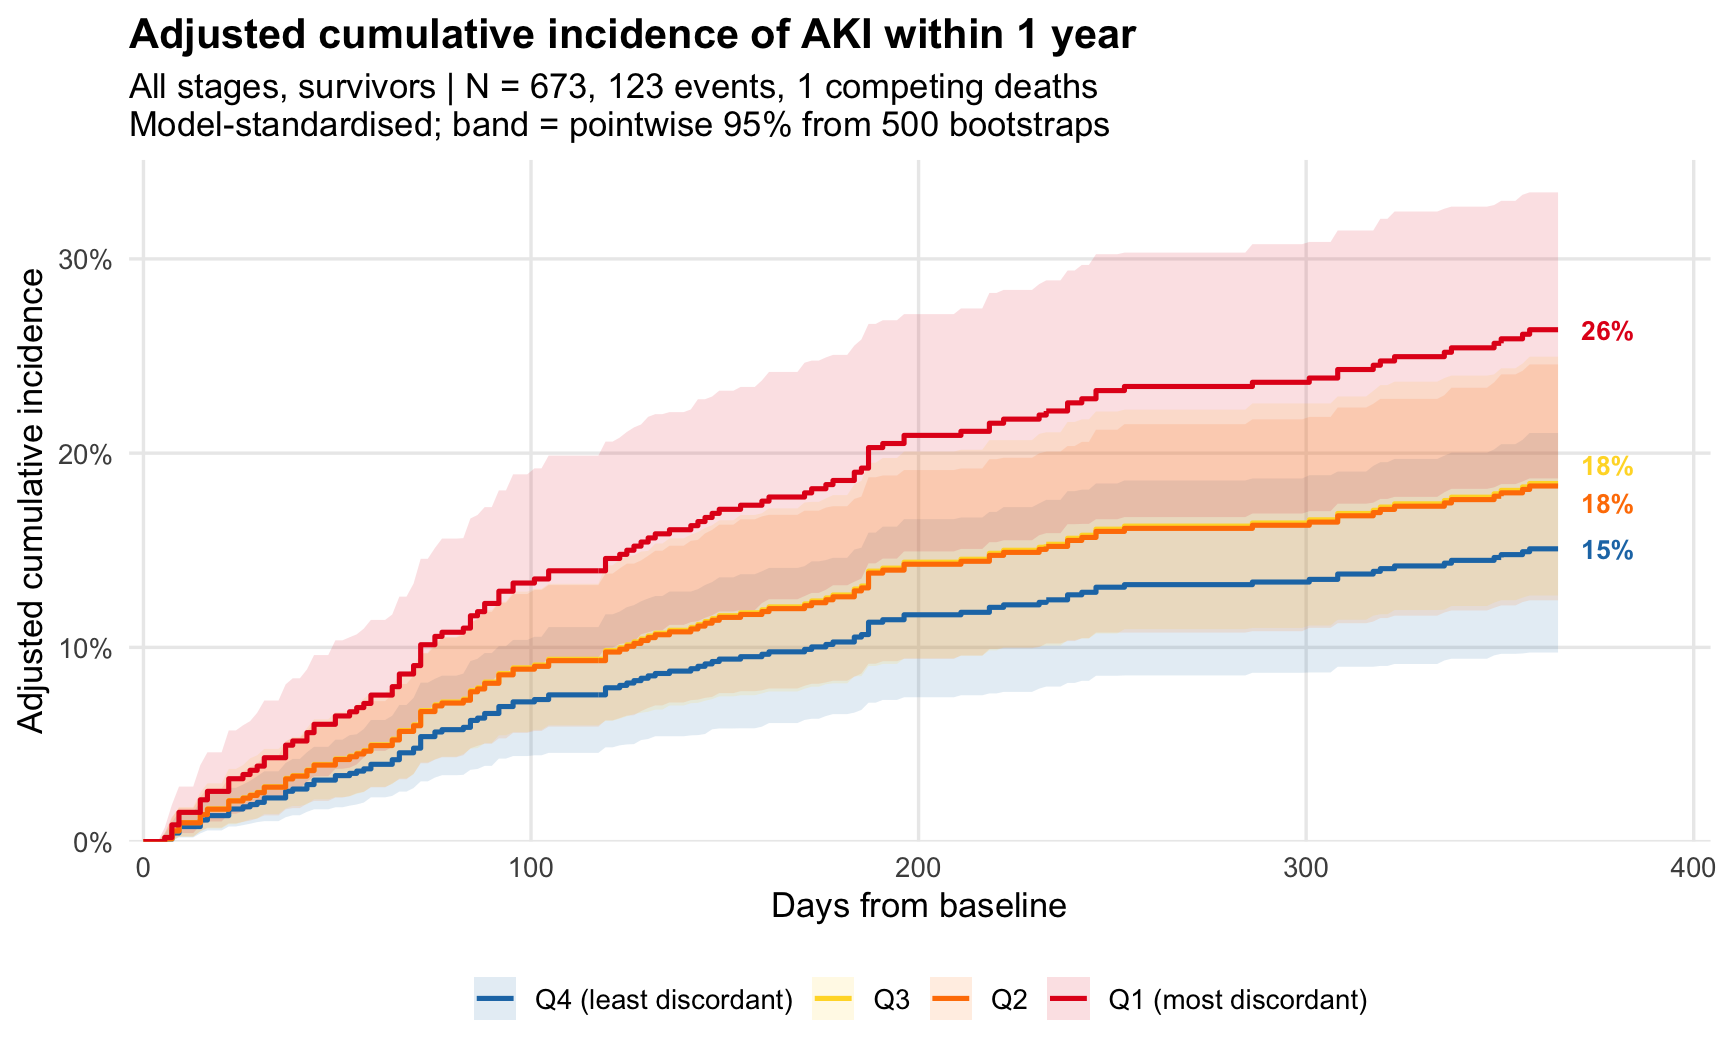 Adjusted cumulative incidence of AKI within 1 year
All stages, survivors | N = 673, 123 events, 1 competing deaths
Model-standardised; band = pointwise 95% from 500 bootstraps
Adjusted cumulative incidence
30%
20%
10%
0%
26%
18%
18%
15%
0
100
200
300
400
Days from baseline
Q4 (least discordant)
Q3
Q2
Q1 (most discordant)